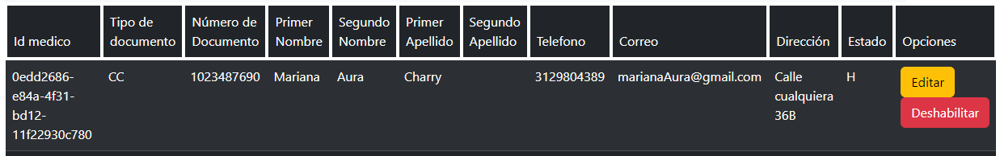 Id medico
Tipo de
documento
Número de
Documento
Primer
Nombre
Segundo
Nombre
Primer
Apellido
Segundo
Apellido
Telefono
Correo
Dirección
Estado
Opciones
0edd2686-
e84a-4f31-
bd12-
11f22930c780
CC
1023487690
Mariana
Aura
Charry
3129804389
marianaAura@gmail.com
Calle
cualquiera
36B
H
Editar
Deshabilitar